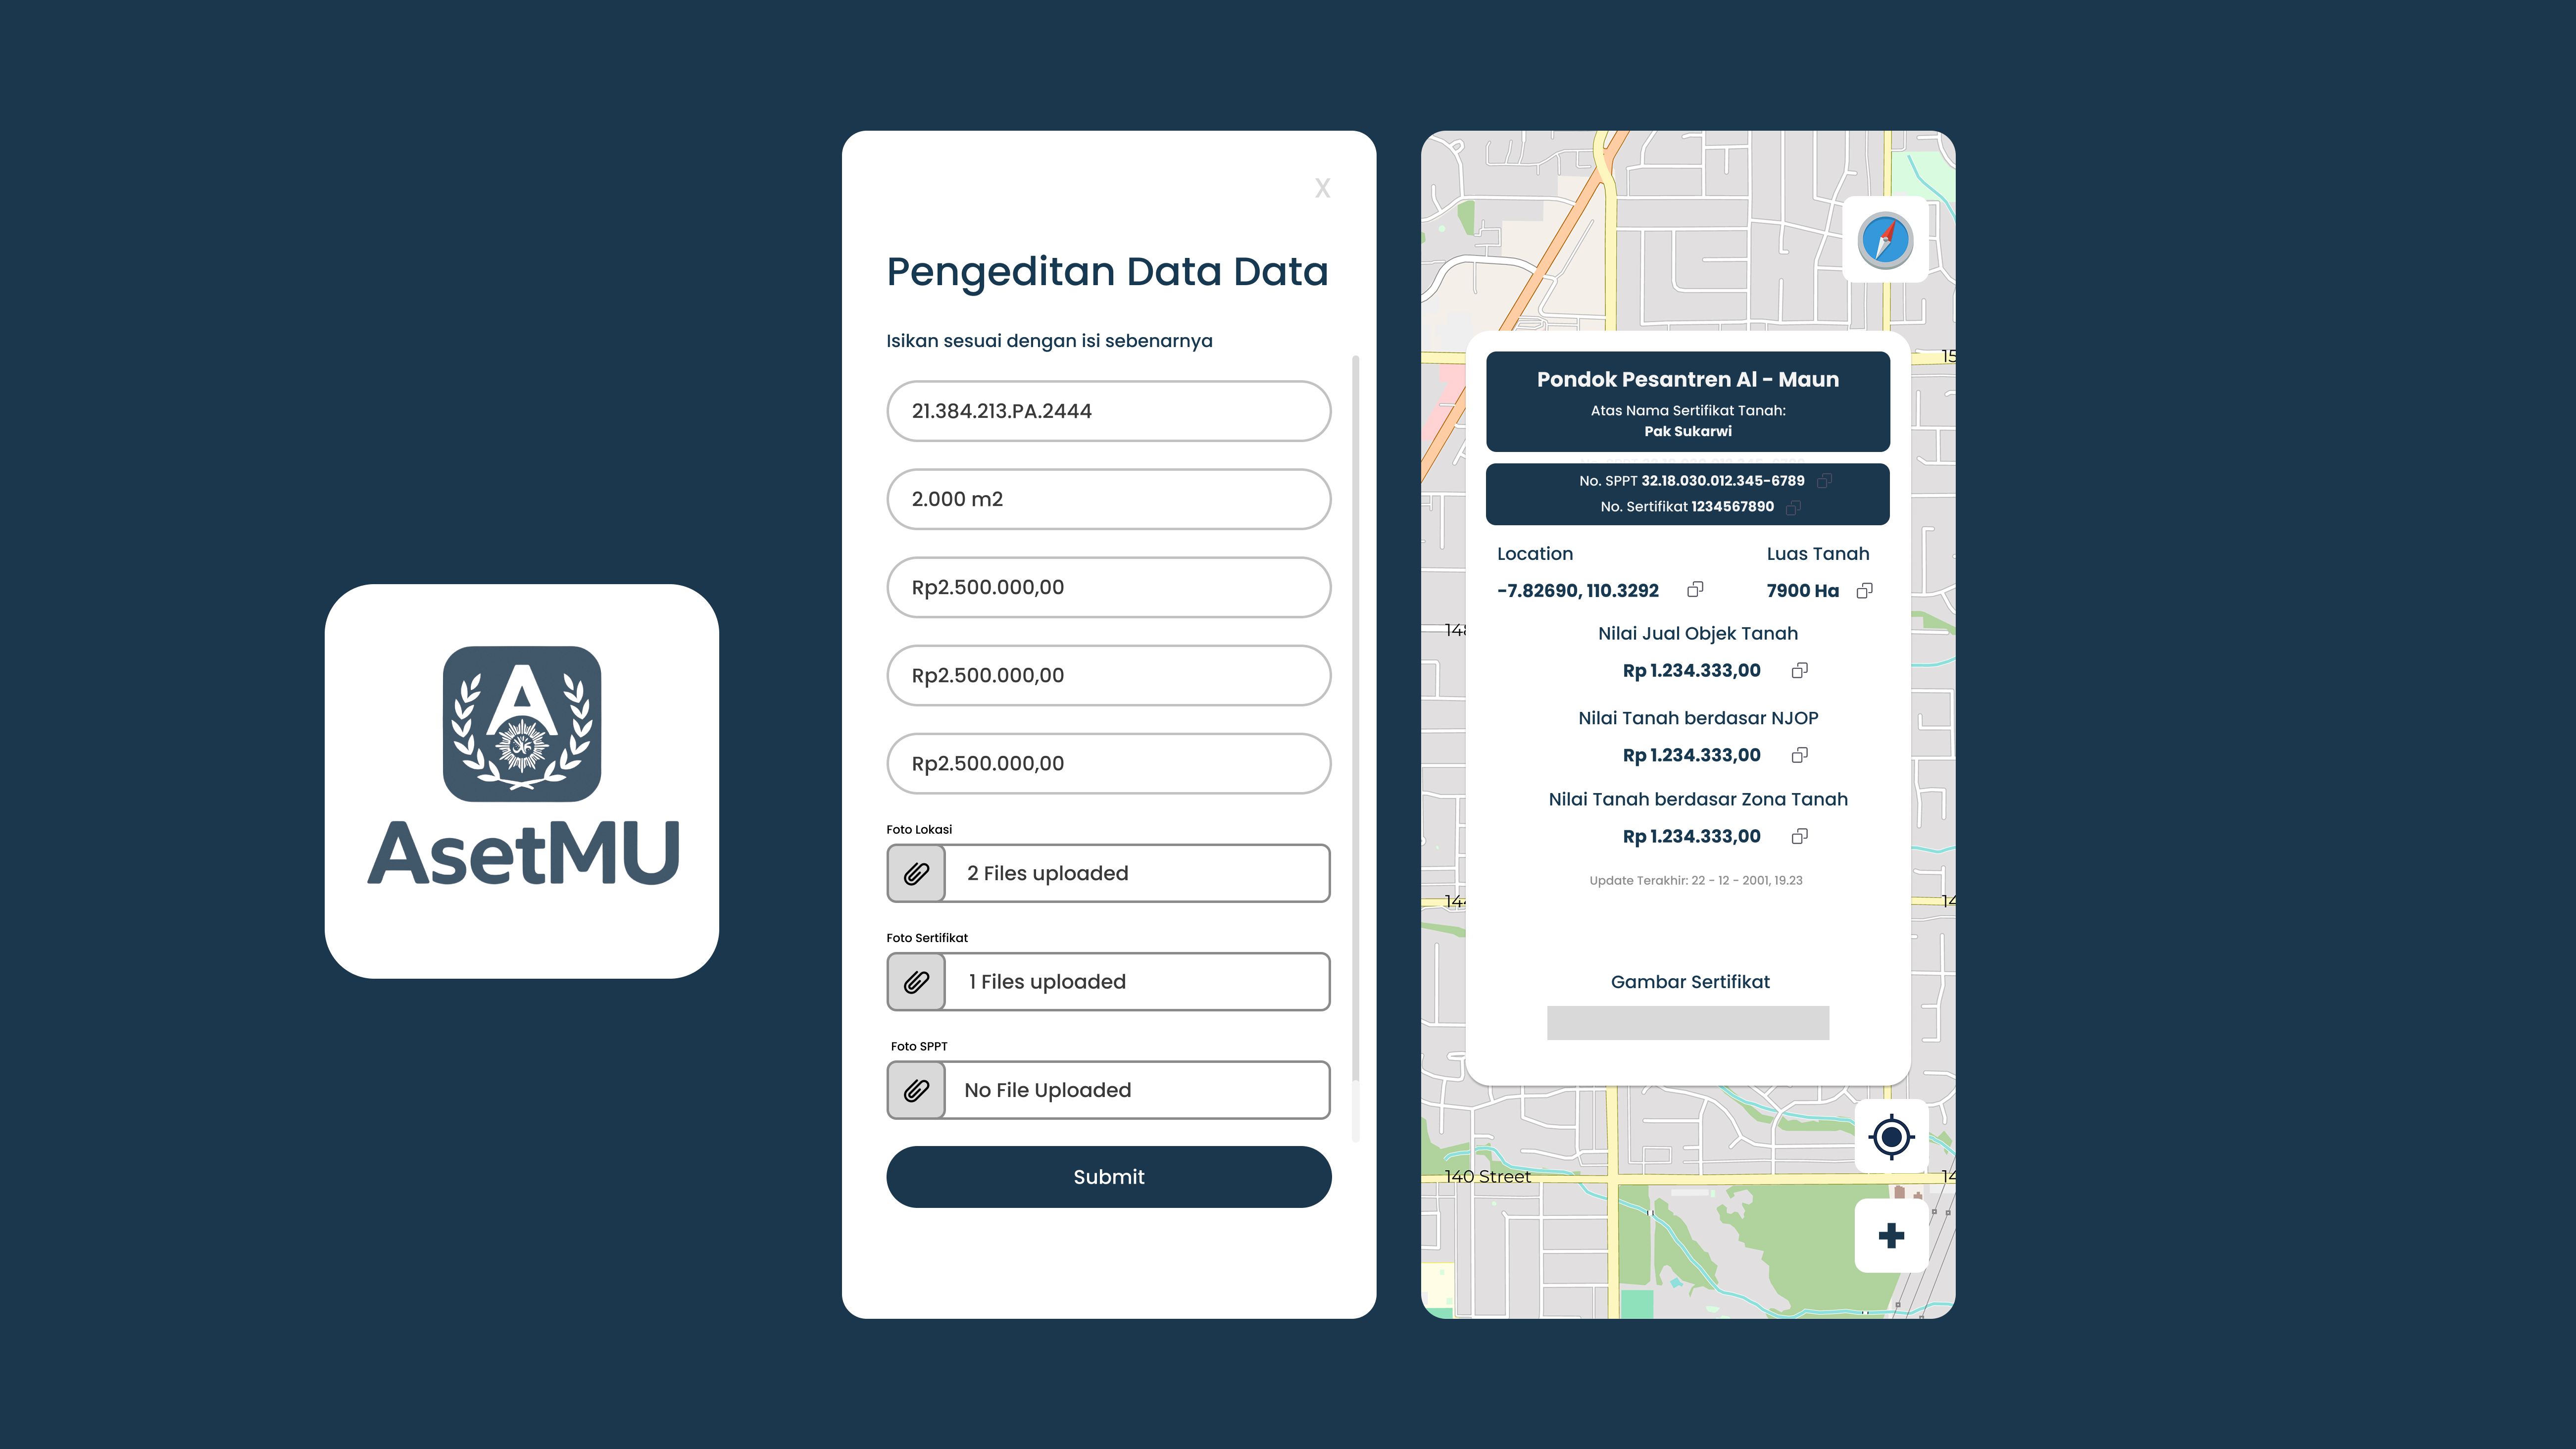 AsetMU
X
Pengeditan Data Data
Isikan sesuai dengan isi sebenarnya
21.384.213.PA.2444
2.000 m2
Rp2.500.000,00
Rp2.500.000,00
Rp2.500.000,00
Foto Lokasi
2 Files uploaded
Foto Sertifikat
1 Files uploaded
Foto SPPT
No File Uploaded
Submit
Pondok Pesantren Al - Maun
Atas Nama Sertifikat Tanah:
Pak Sukarwi
No. SPPT 32.18.030.012.345-6789
No. Sertifikat 1234567890
Location
Luas Tanah
-7.82690, 110.3292
7900 Ha
Nilai Jual Objek Tanah
Rp 1.234.333,00
Nilai Tanah berdasar NJOP
Rp 1.234.333,00
Nilai Tanah berdasar Zona Tanah
Rp 1.234.333,00
Update Terakhir: 22 - 12 - 2001, 19.23
Gambar Sertifikat
140 Street